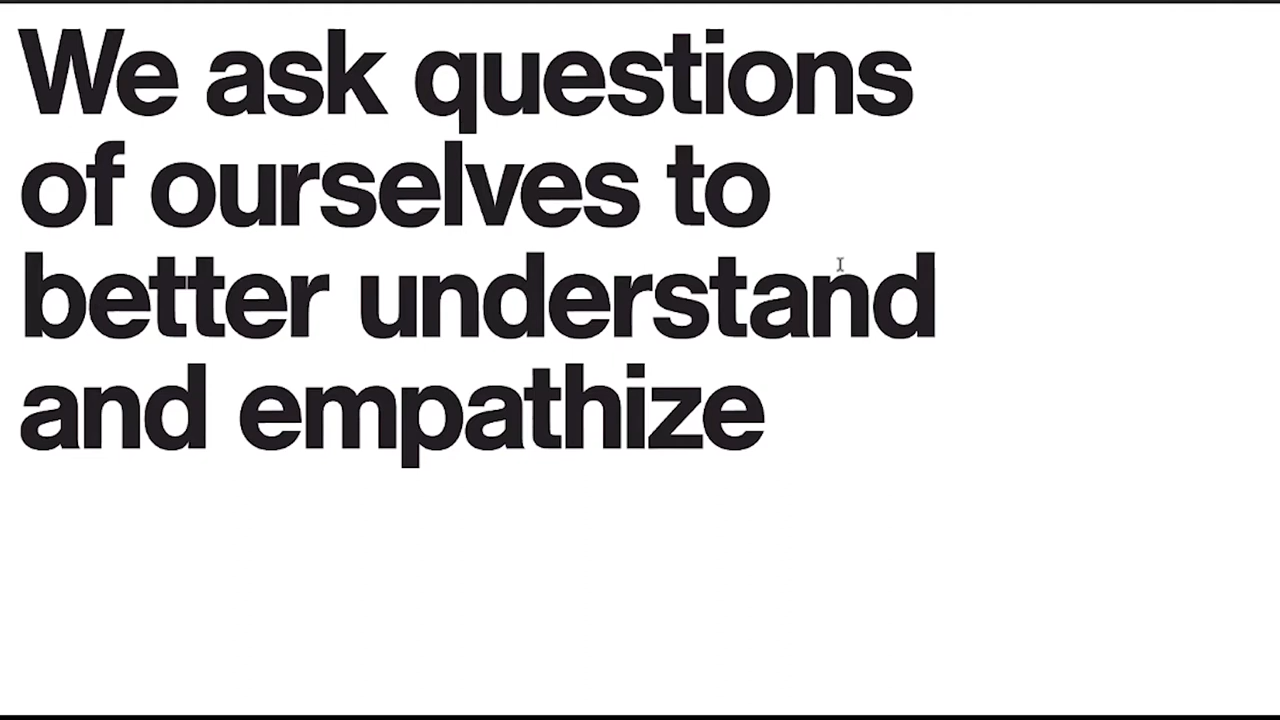 We ask questions
of ourselves to
better understand
and empathize